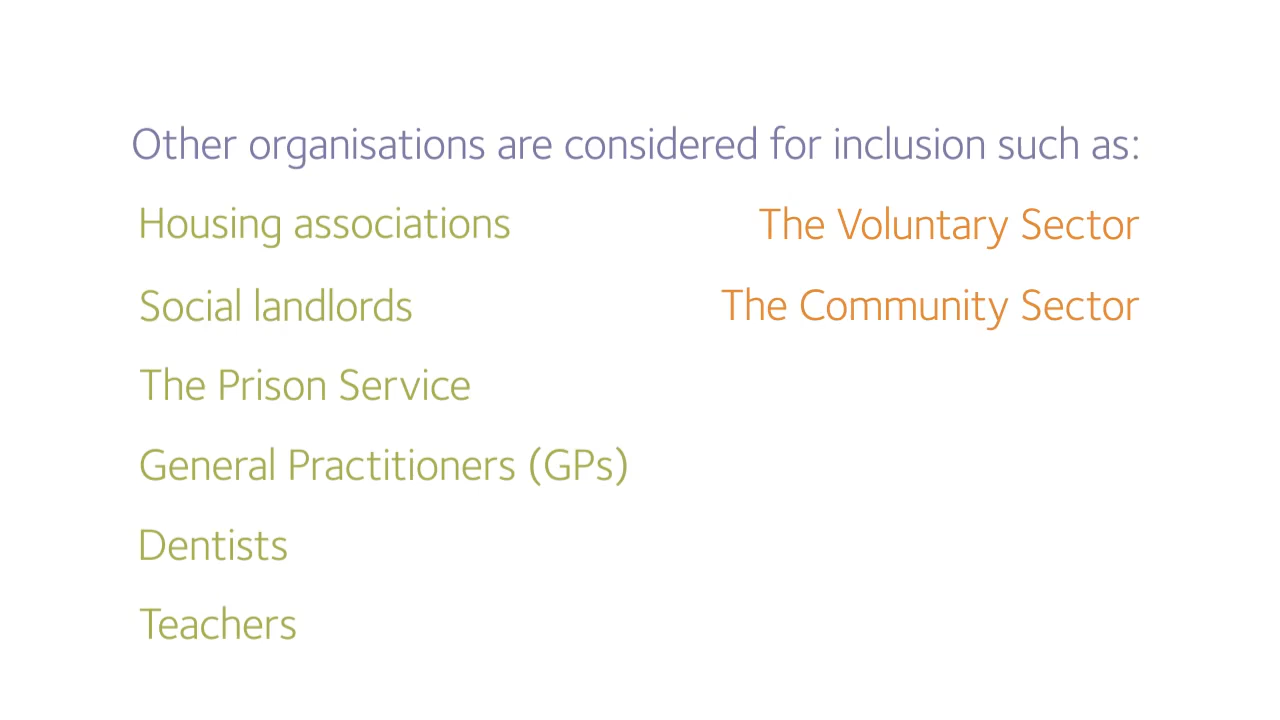 Other organisations are considered for inclusion such as:
Housing associations
Social landlords
The Prison Service
General Practitioners (GPs)
Dentists
Teachers
The Voluntary Sector
The Community Sector